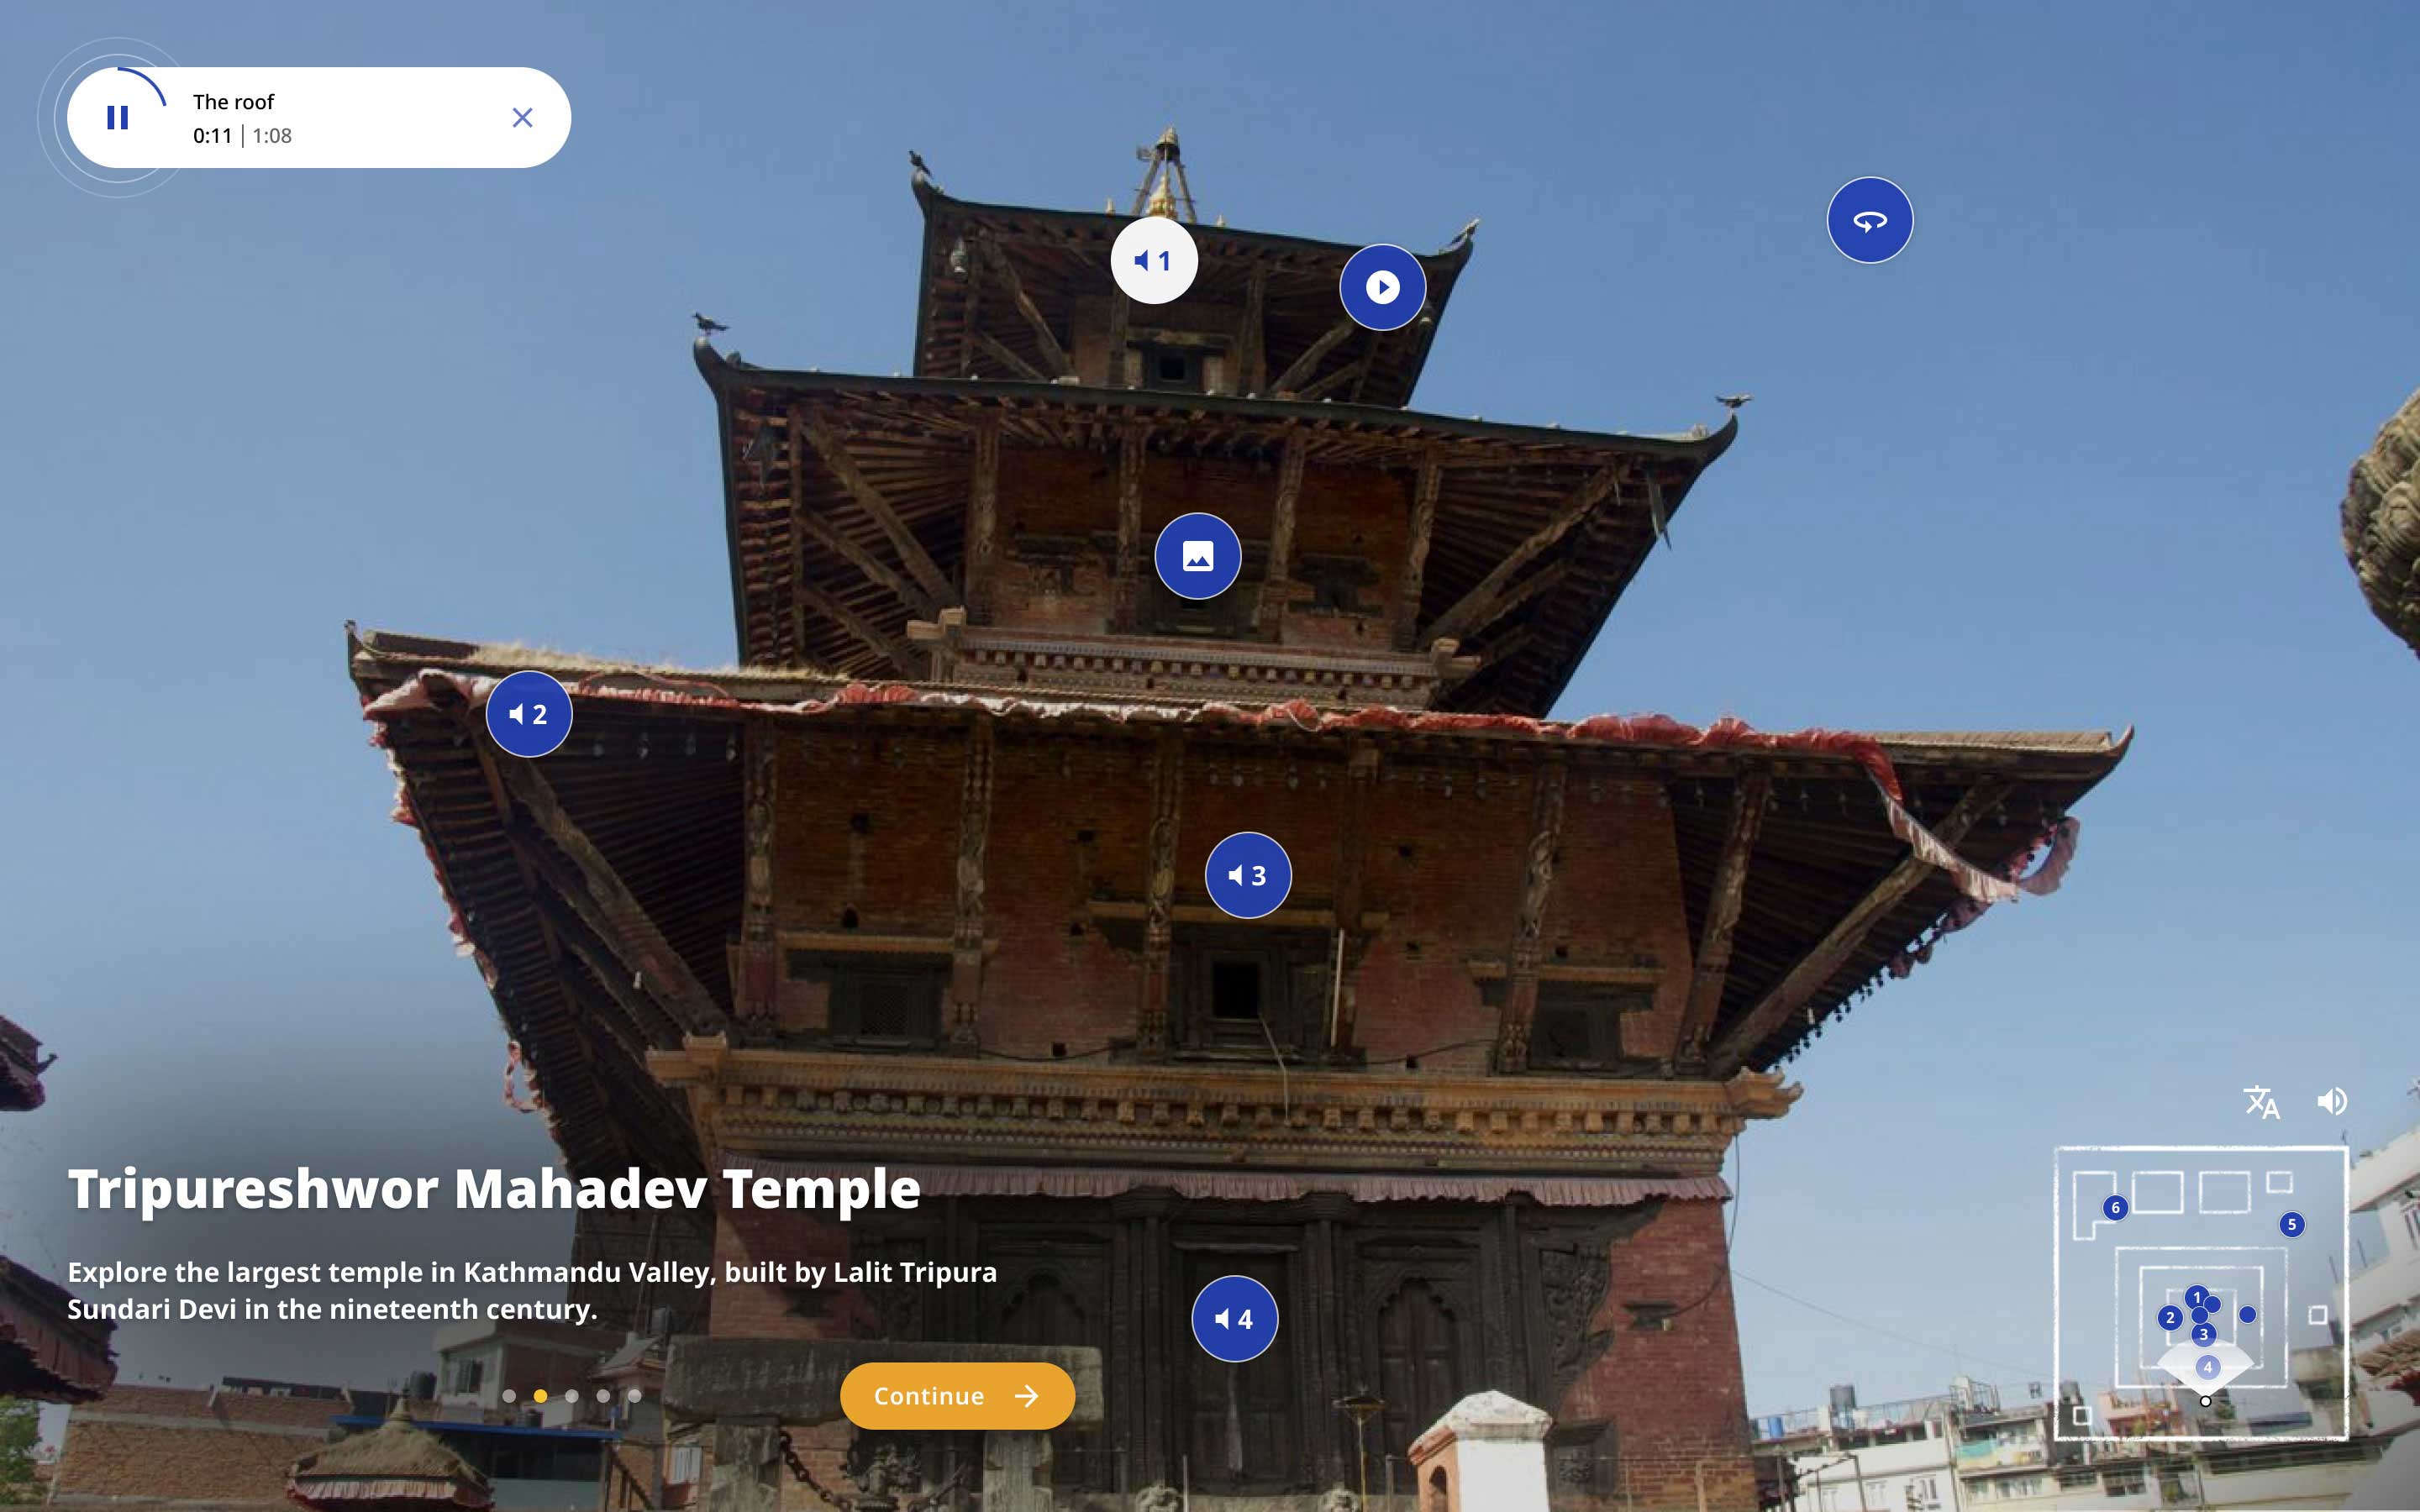 The roof
0:11 | 1:08
1
2
3
4
Tripureshwor Mahadev Temple
Explore the largest temple in Kathmandu Valley, built by Lalit Tripura
Sundari Devi in the nineteenth century.
Continue
6
5
1
2
3
4